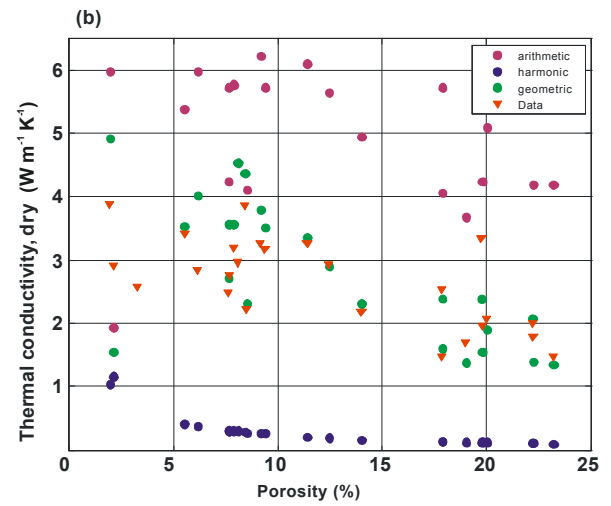 (b)
Thermal conductivity, dry (W m⁻¹ K⁻¹)
6
5
4
3
2
1
arithmetic
harmonic
geometric
Data
0 5 10 15 20 25
Porosity (%)